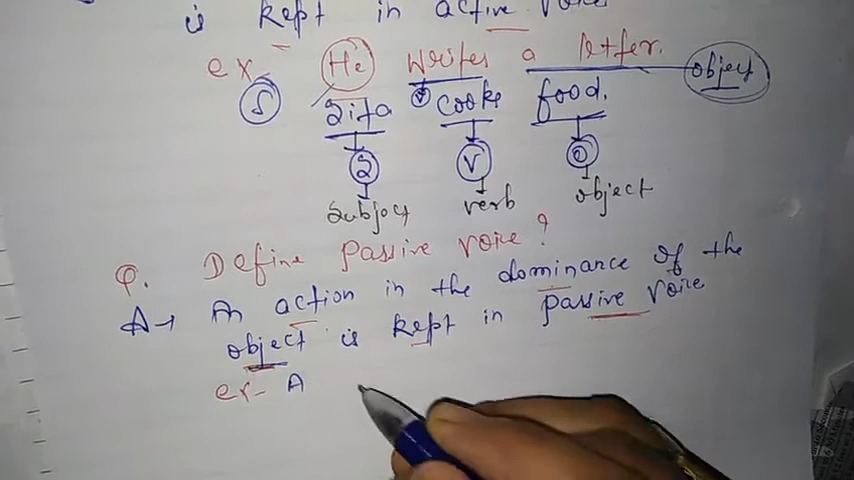 is kept in active voice
ex - He writes a letter. object
S Sita V cooks food.
S V O
Subject verb object
Q. Define Passive voice?
A→ An action in the dominance of the
object is kept in passive voice
ex- A